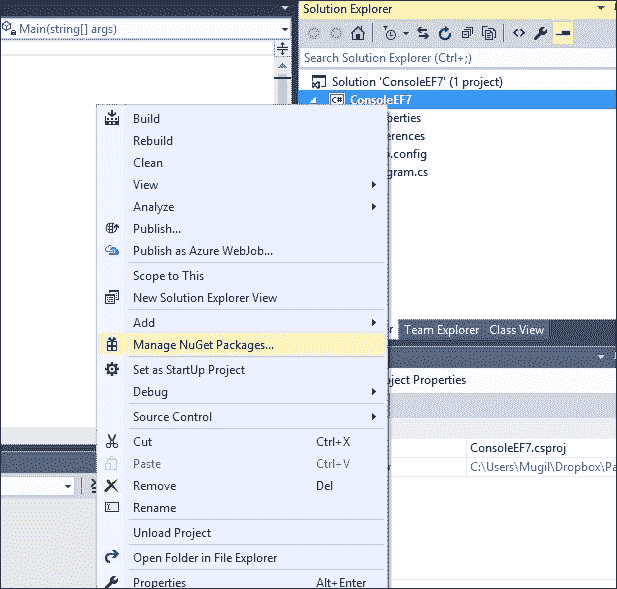 Main(string[] args)
Solution Explorer
Search Solution Explorer (Ctrl+;)
Solution 'ConsoleEF7' (1 project)
C# ConsoleEF7
perties
erences
.config
gram.cs
Build
Rebuild
Clean
View
Analyze
Publish...
Publish as Azure WebJob...
Scope to This
New Solution Explorer View
Add
Manage NuGet Packages...
Set as StartUp Project
Debug
Source Control
Cut Ctrl+X
Paste Ctrl+V
Remove Del
Rename
Unload Project
Open Folder in File Explorer
Properties Alt+Enter
Team Explorer Class View
ject Properties
ConsoleEF7.csproj
C:\Users\Mugil\Dropbox\Pa